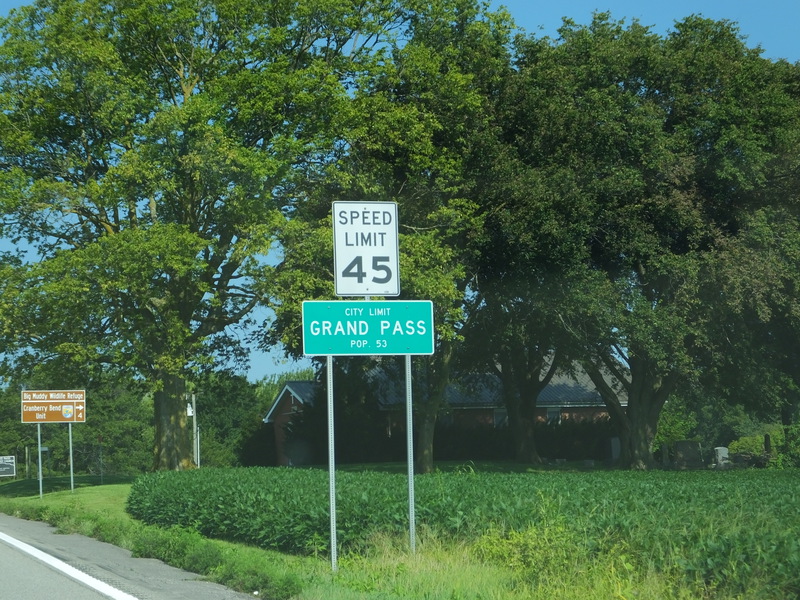 SPEED
LIMIT
45
CITY LIMIT
GRAND PASS
POP. 53
Big Muddy Wildlife Refuge
Cranberry Bend
Unit
4